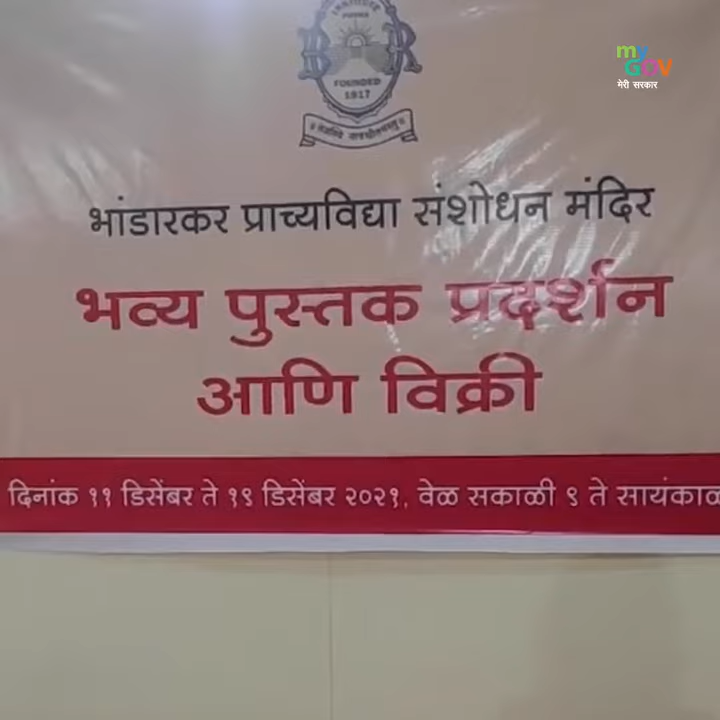 INSTITUTE
my
GOV
मेरी सरकार
B R
FOUNDED
1917
भांडारकर प्राच्यविद्या संशोधन मंदिर
भव्य पुस्तक प्रदर्शन
आणि विक्री
दिनांक ११ डिसेंबर ते १९ डिसेंबर २०२१, वेळ सकाळी ९ ते सायंकाळ